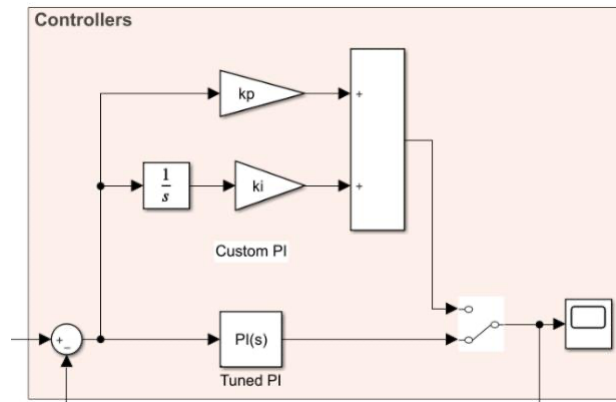 Controllers
kp
+
1
s
ki
+
Custom PI
+
−
PI(s)
Tuned PI